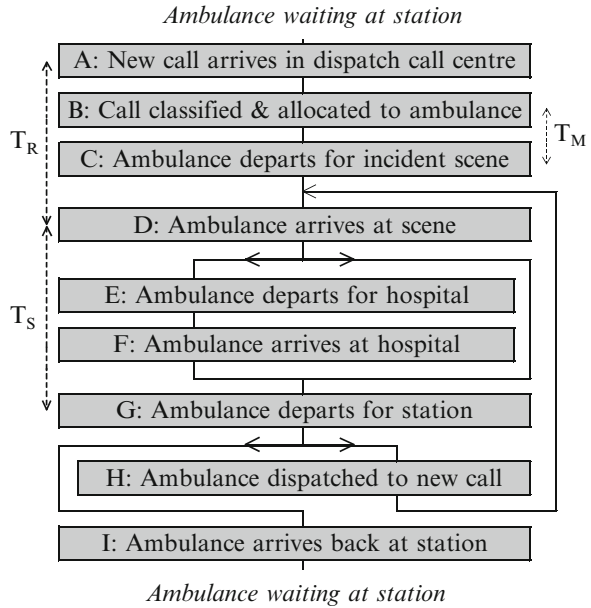 Ambulance waiting at station
A: New call arrives in dispatch call centre
B: Call classified & allocated to ambulance
T_R
T_M
C: Ambulance departs for incident scene
D: Ambulance arrives at scene
E: Ambulance departs for hospital
T_S
F: Ambulance arrives at hospital
G: Ambulance departs for station
H: Ambulance dispatched to new call
I: Ambulance arrives back at station
Ambulance waiting at station